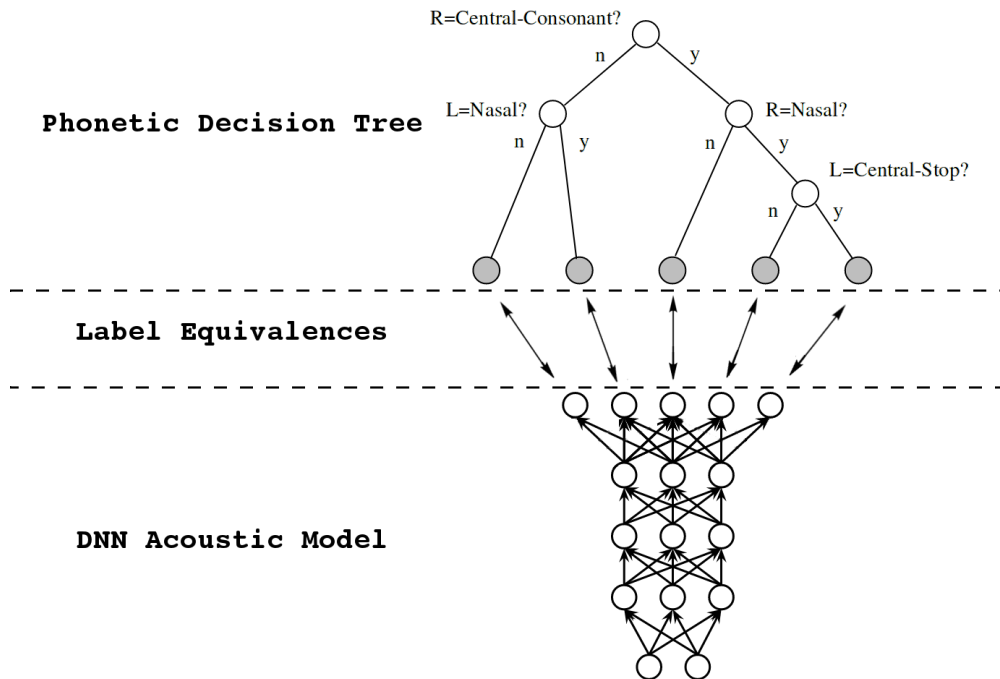 R=Central-Consonant?
n
y
L=Nasal?
R=Nasal?
Phonetic Decision Tree
n
y
n
y
L=Central-Stop?
n
y
Label Equivalences
DNN Acoustic Model